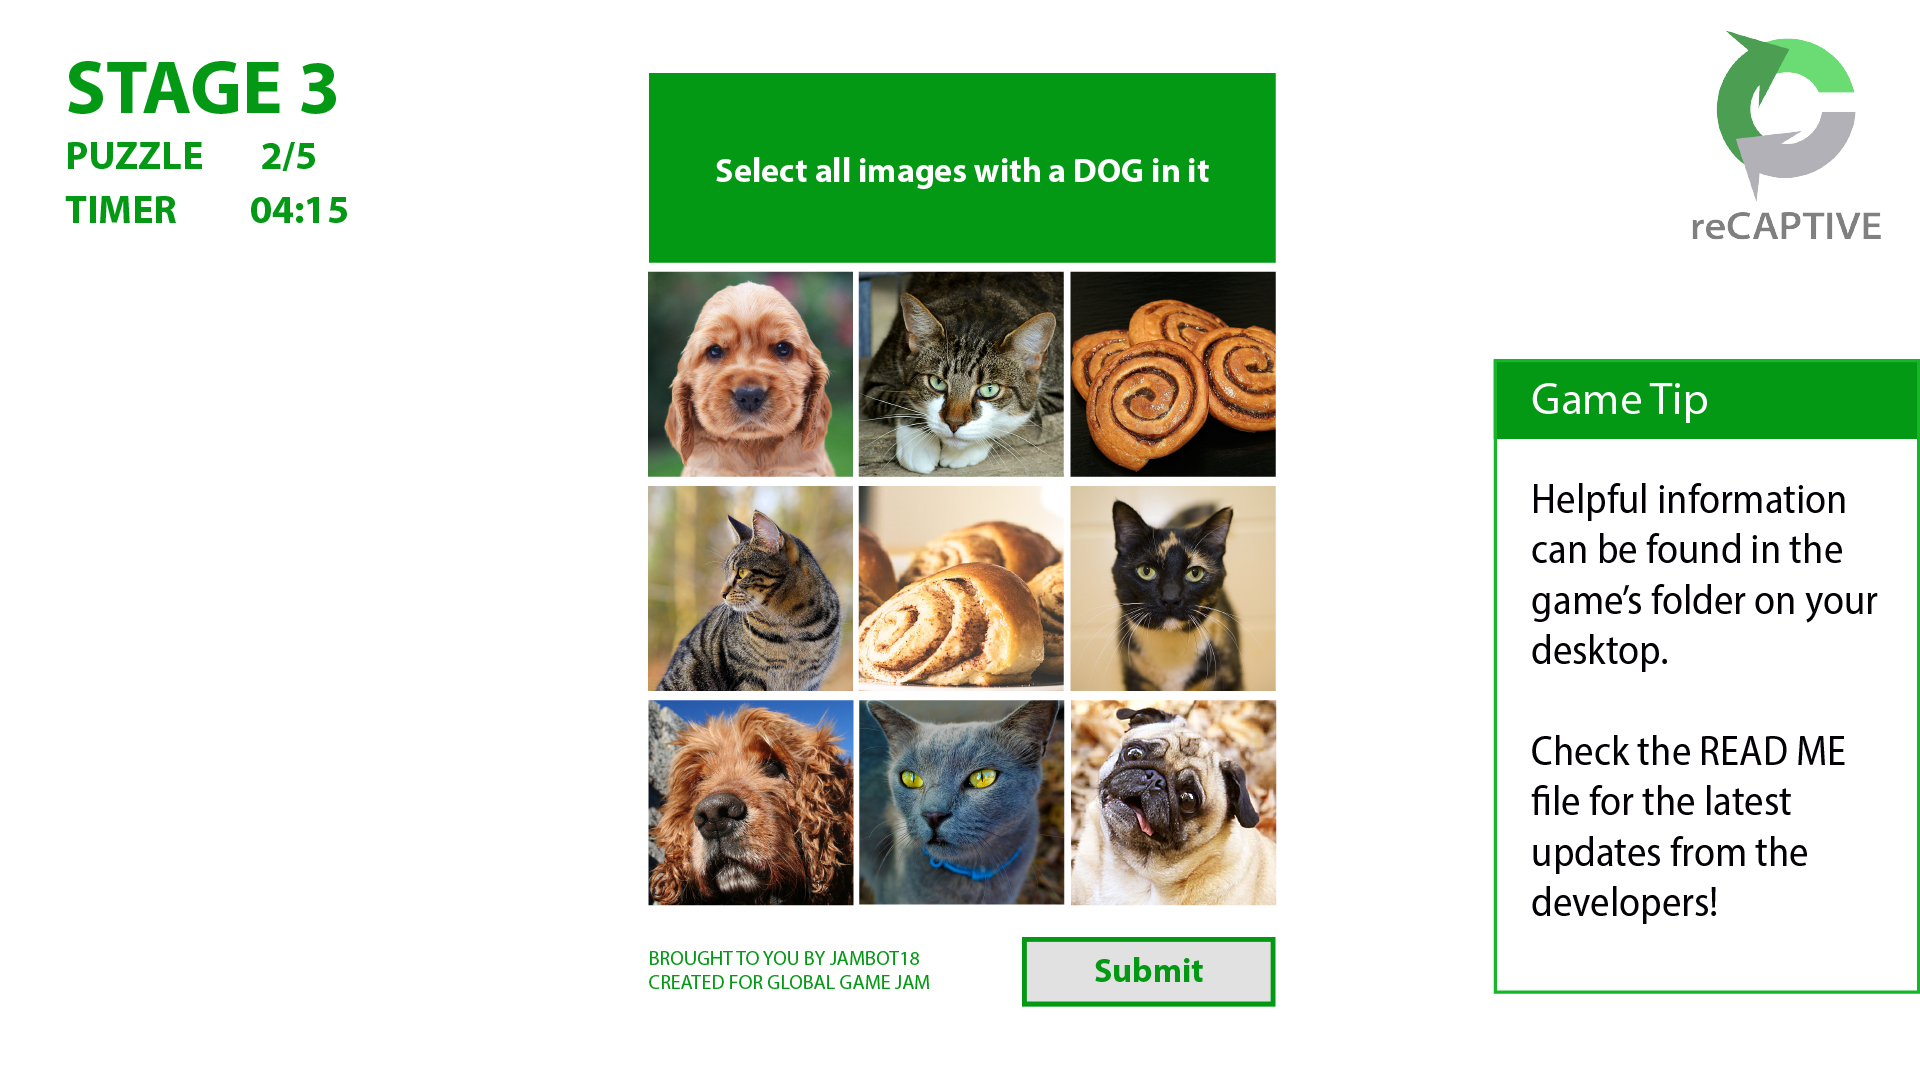 STAGE 3
PUZZLE 2/5
TIMER 04:15
Select all images with a DOG in it
reCAPTIVE
Game Tip
Helpful information
can be found in the
game's folder on your
desktop.
Check the READ ME
file for the latest
updates from the
developers!
BROUGHT TO YOU BY JAMBOT18
CREATED FOR GLOBAL GAME JAM
Submit